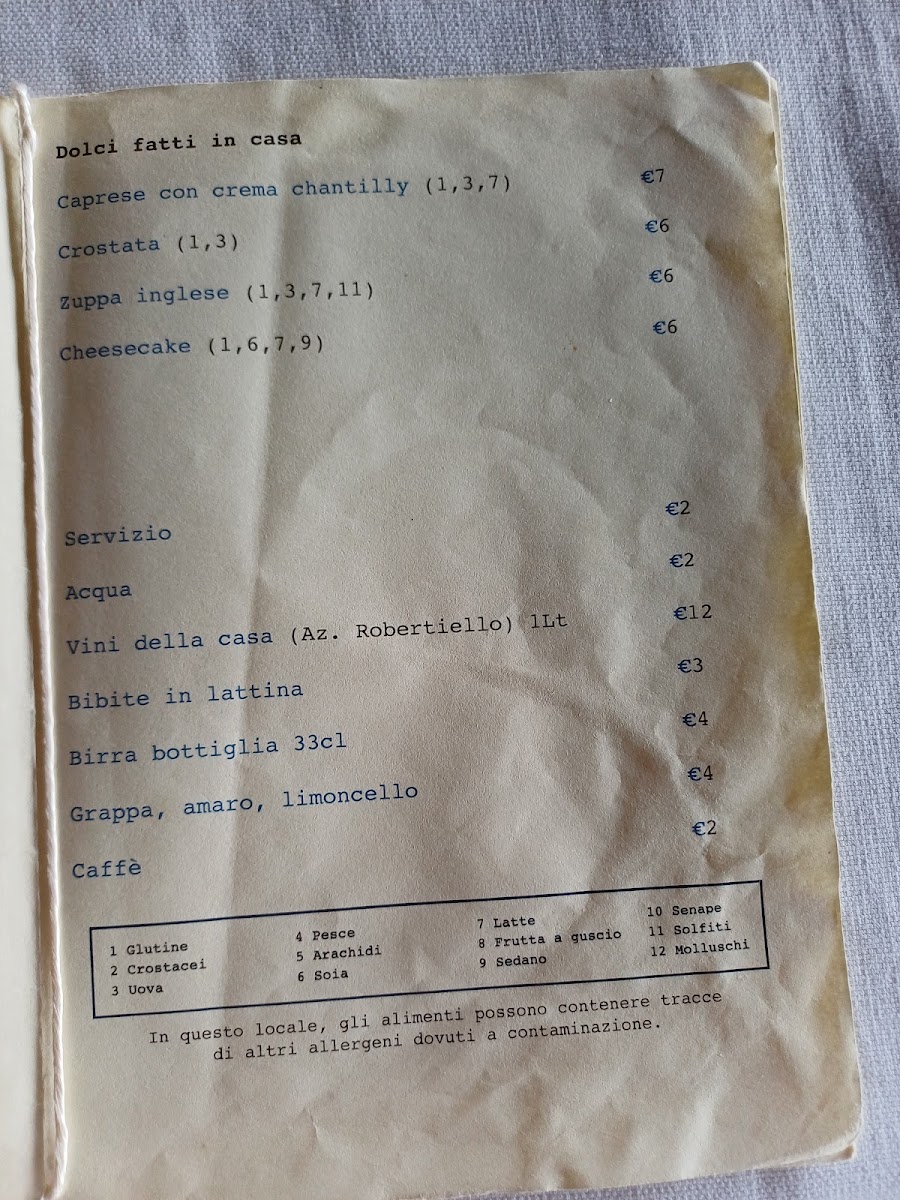 Dolci fatti in casa
Caprese con crema chantilly (1,3,7) €7
Crostata (1,3) €6
Zuppa inglese (1,3,7,11) €6
Cheesecake (1,6,7,9) €6
Servizio €2
Acqua €2
Vini della casa (Az. Robertiello) 1Lt €12
Bibite in lattina €3
Birra bottiglia 33cl €4
Grappa, amaro, limoncello €4
Caffè €2
1 Glutine 4 Pesce 7 Latte 10 Senape
2 Crostacei 5 Arachidi 8 Frutta a guscio 11 Solfiti
3 Uova 6 Soia 9 Sedano 12 Molluschi
In questo locale, gli alimenti possono contenere tracce
di altri allergeni dovuti a contaminazione.